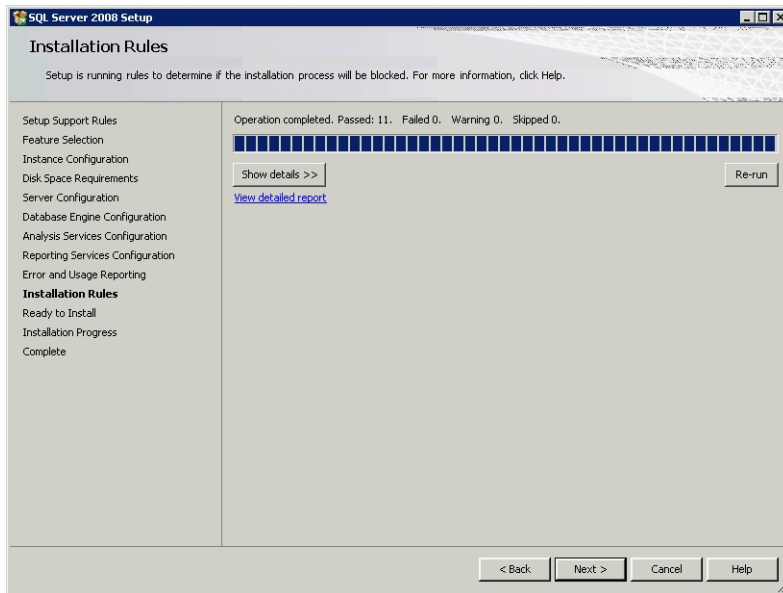 SQL Server 2008 Setup
Installation Rules
Setup is running rules to determine if the installation process will be blocked. For more information, click Help.
Setup Support Rules
Feature Selection
Instance Configuration
Disk Space Requirements
Server Configuration
Database Engine Configuration
Analysis Services Configuration
Reporting Services Configuration
Error and Usage Reporting
Installation Rules
Ready to Install
Installation Progress
Complete
Operation completed. Passed: 11. Failed 0. Warning 0. Skipped 0.
Show details >>
Re-run
View detailed report
< Back
Next >
Cancel
Help